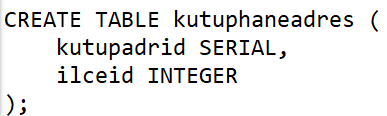 CREATE TABLE kutuphaneadres (
    kutupadrid SERIAL,
    ilceid INTEGER
);